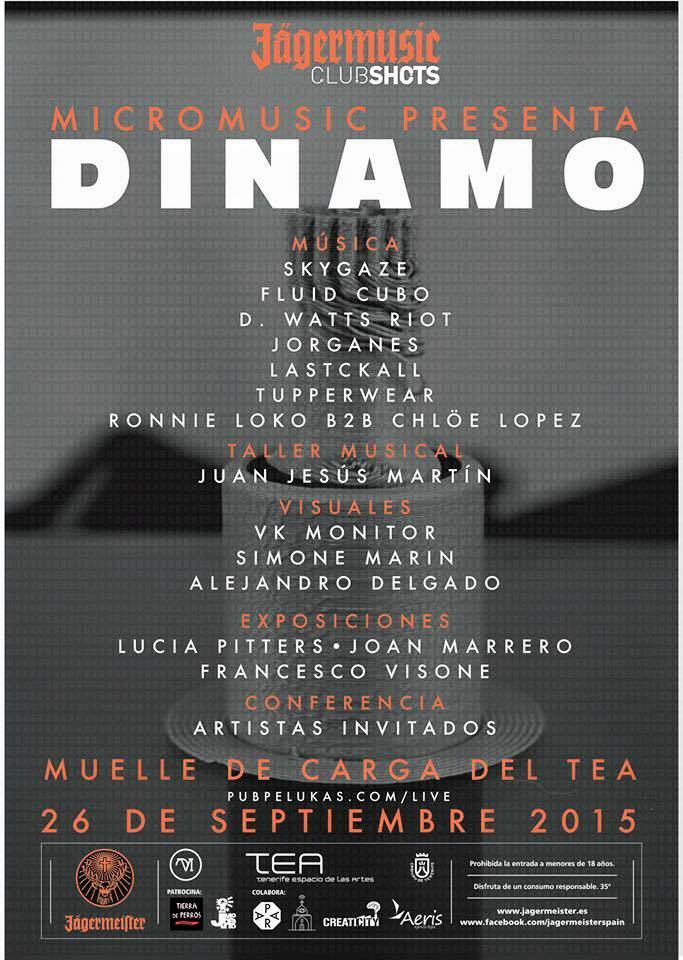 Jägermusic
CLUBSHOTS
MICROMUSIC PRESENTA
DINAMO
MÚSICA
SKYGAZE
FLUID CUBO
D. WATTS RIOT
JORGANES
LASTCKALL
TUPPERWEAR
RONNIE LOKO B2B CHLÖE LOPEZ
TALLER MUSICAL
JUAN JESÚS MARTÍN
VISUALES
VK MONITOR
SIMONE MARIN
ALEJANDRO DELGADO
EXPOSICIONES
LUCIA PITTERS • JOAN MARRERO
FRANCESCO VISONE
CONFERENCIA
ARTISTAS INVITADOS
MUELLE DE CARGA DEL TEA
PUBPELUKAS.COM/LIVE
26 DE SEPTIEMBRE 2015
Jägermeister
TEA
tenerife espacio de las Artes
PATROCINA:
TIERRA
DE PERROS
COLABORA:
CREATICITY
Aeris
Prohibida la entrada a menores de 18 años.
Disfruta de un consumo responsable. 35º
www.jagermeister.es
www.facebook.com/jagermeisterspain